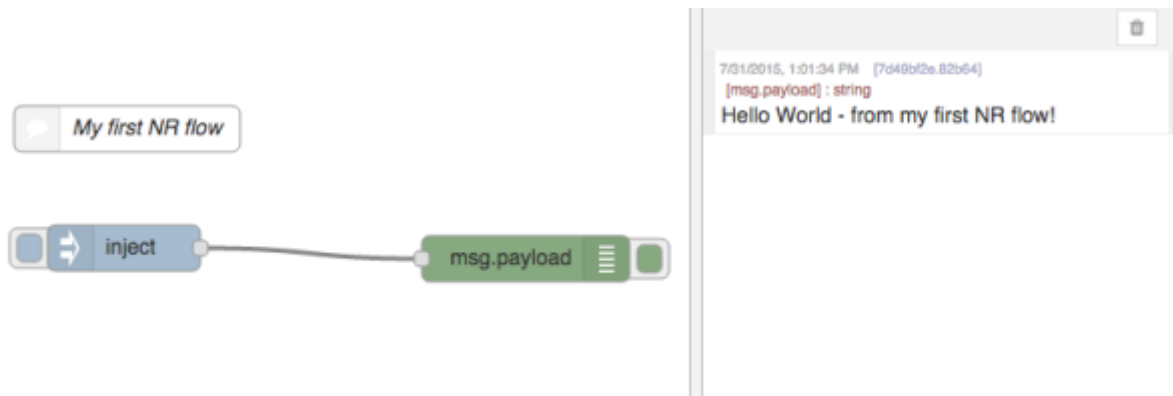 My first NR flow
inject
msg.payload
7/31/2015, 1:01:34 PM [7d49bf2e.82b64]
[msg.payload] : string
Hello World - from my first NR flow!